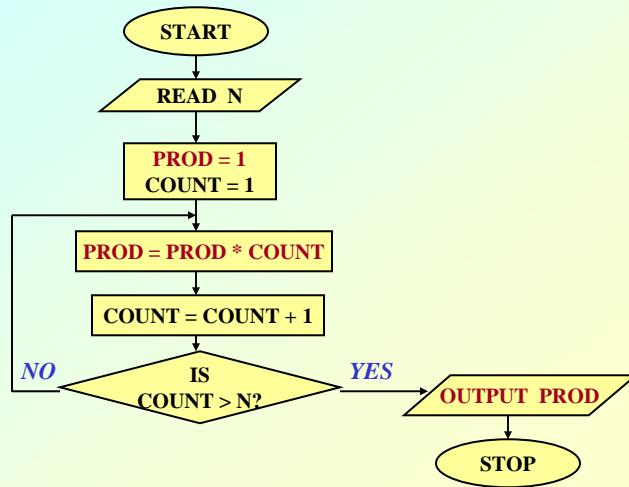 START
READ N
PROD = 1
COUNT = 1
PROD = PROD * COUNT
COUNT = COUNT + 1
NO
IS
COUNT > N?
YES
OUTPUT PROD
STOP